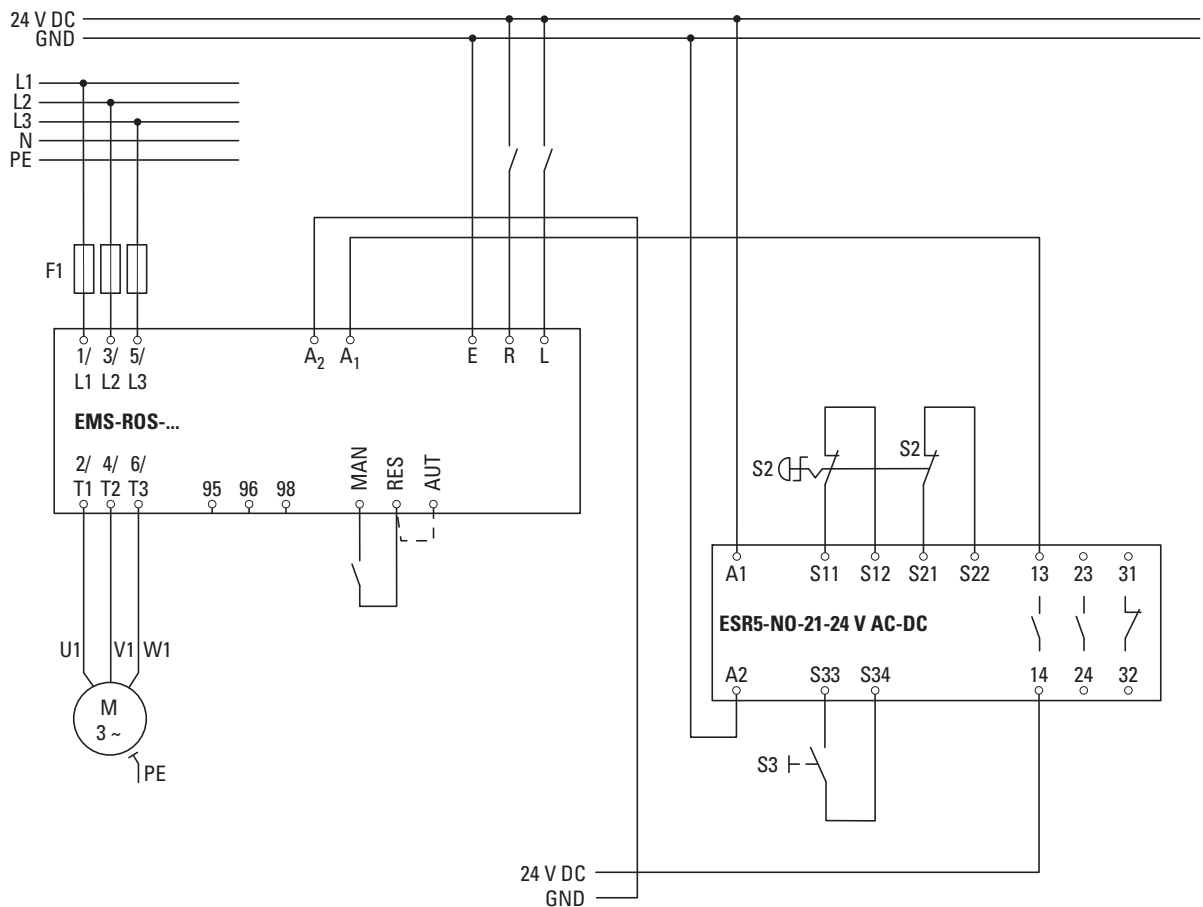 24 V DC
GND
L1
L2
L3
N
PE
F1
1/ 3/ 5/
L1 L2 L3
A2 A1 E R L
EMS-ROS-...
2/ 4/ 6/
T1 T2 T3
95 96 98
MAN RES AUT
U1 V1 W1
M
3 ~
PE
S2 S2
A1 S11 S12 S21 S22 13 23 31
ESR5-NO-21-24 V AC-DC
A2 S33 S34 14 24 32
S3
24 V DC
GND